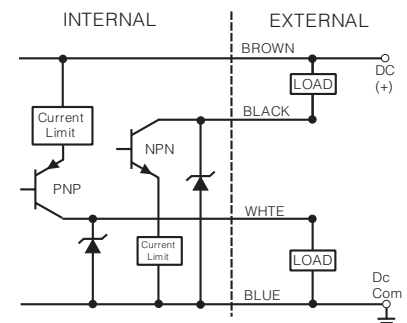 INTERNAL
EXTERNAL
BROWN
DC
(+)
LOAD
BLACK
Current
Limit
NPN
PNP
WHTE
Current
Limit
LOAD
Dc
Com
BLUE